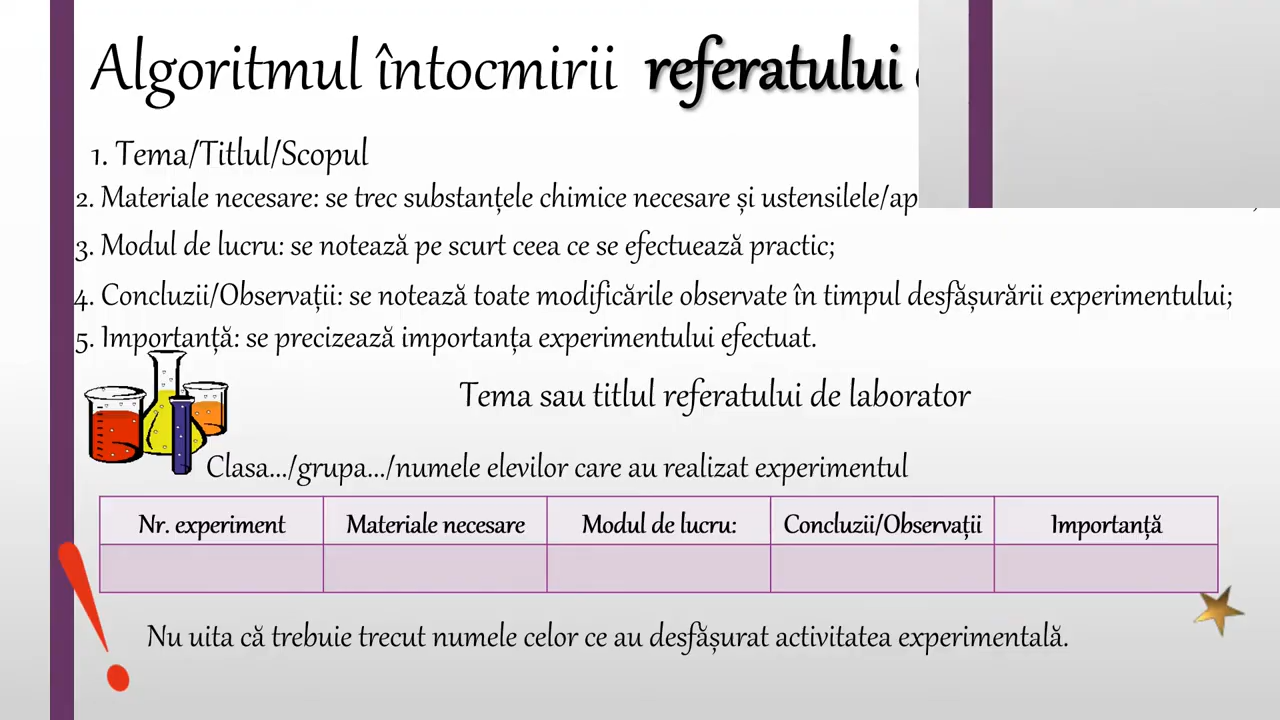 Algoritmul întocmirii referatului
1. Tema/Titlul/Scopul
2. Materiale necesare: se trec substanțele chimice necesare și
3. Modul de lucru: se notează pe scurt ceea ce se efectuează practic;
4. Concluzii/Observații: se notează toate modificările observate în timpul desfășurării experimentului;
5. Importanță: se precizează importanța experimentului efectuat.
Tema sau titlul referatului de laborator
Clasa.../grupa.../numele elevilor care au realizat experimentul
Nr. experiment Materiale necesare Modul de lucru: Concluzii/Observații Importanță
Nu uita că trebuie trecut numele celor ce au desfășurat activitatea experimentală.